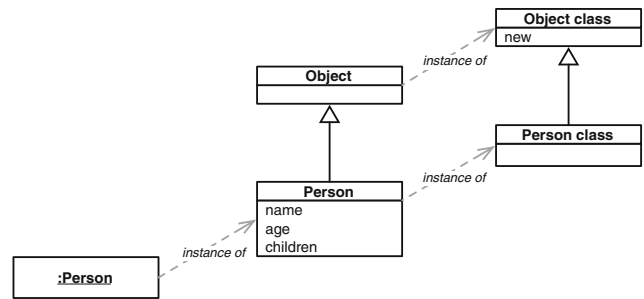 Object class
new
instance of
Object
Person class
instance of
Person
name
age
children
instance of
:Person